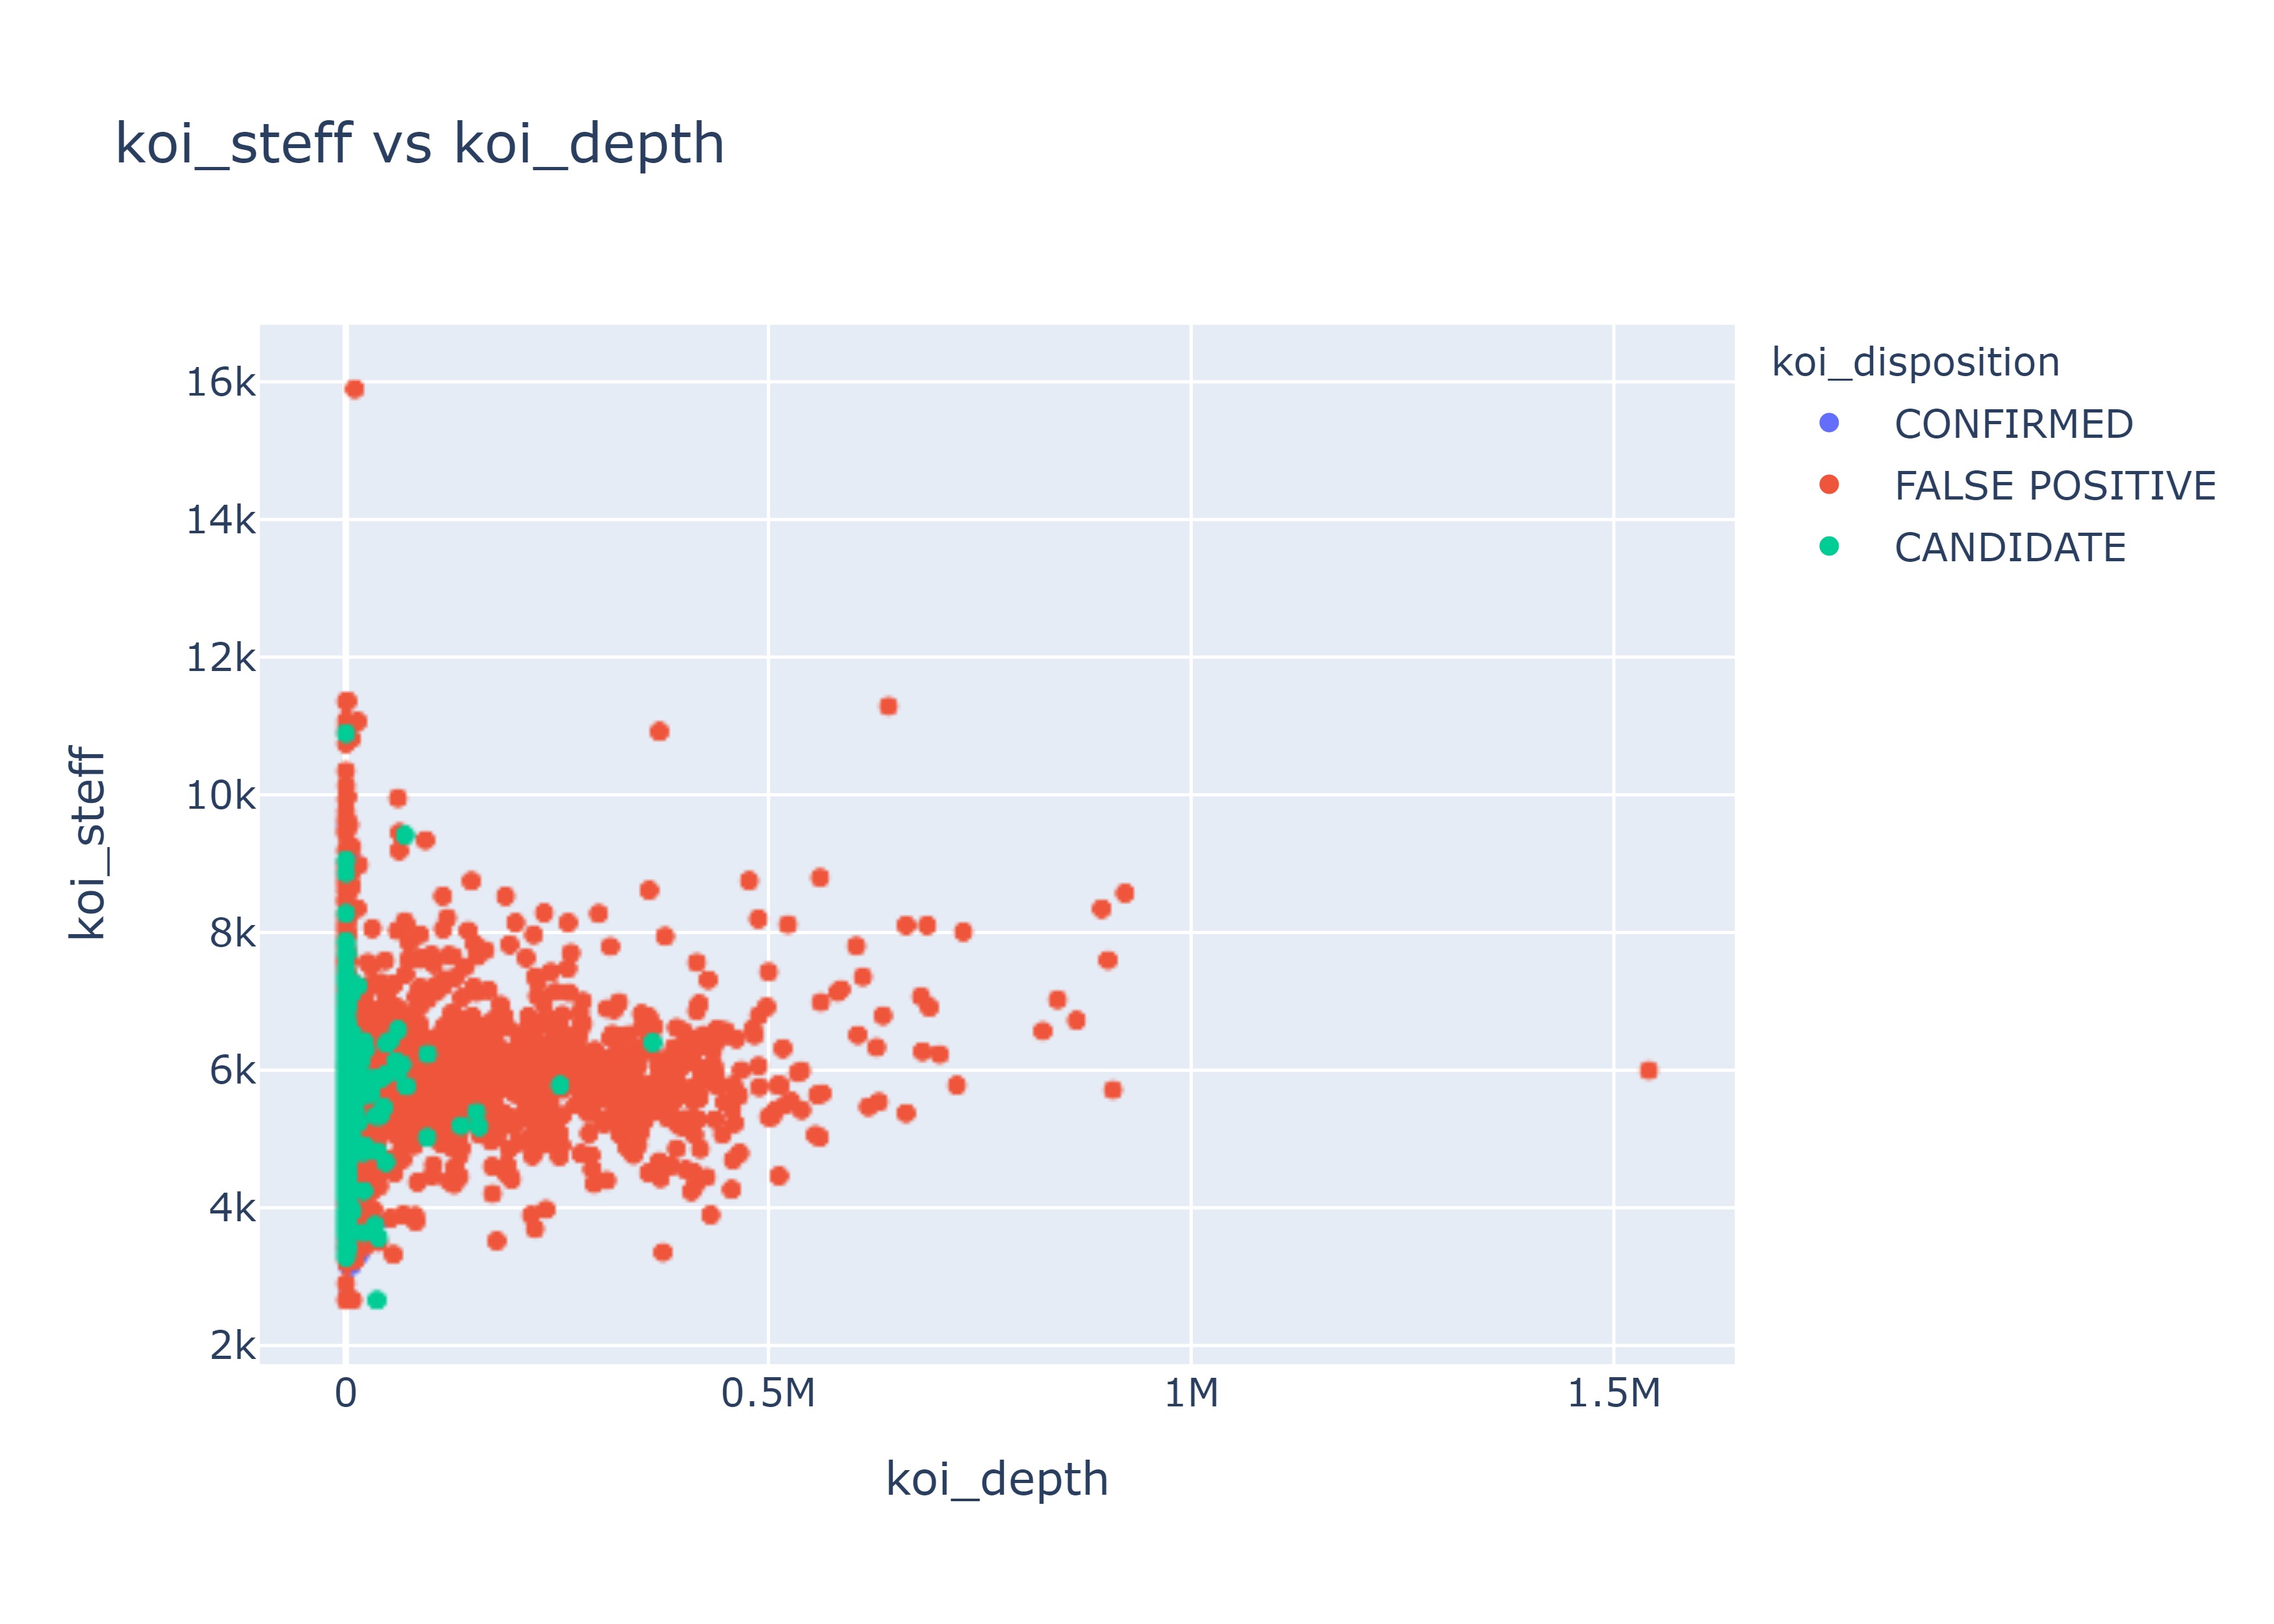 koi_steff vs koi_depth
koi_disposition
CONFIRMED
FALSE POSITIVE
CANDIDATE
koi_steff
16k
14k
12k
10k
8k
6k
4k
2k
0
0.5M
1M
1.5M
koi_depth